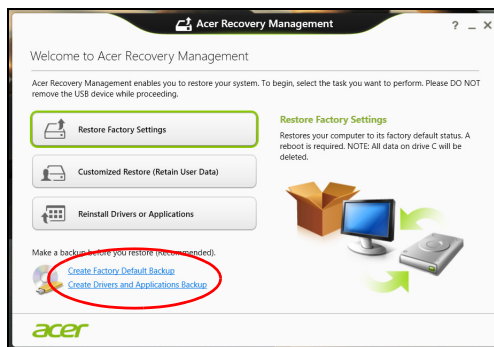 Acer Recovery Management
? _ X
Welcome to Acer Recovery Management
Acer Recovery Management enables you to restore your system. To begin, select the task you want to perform. Please DO NOT
remove the USB device while proceeding.
Restore Factory Settings
Customized Restore (Retain User Data)
Reinstall Drivers or Applications
Restore Factory Settings
Restores your computer to its factory default status. A
reboot is required. NOTE: All data on drive C will be
deleted.
Make a backup before you restore (Recommended).
Create Factory Default Backup
Create Drivers and Applications Backup
acer